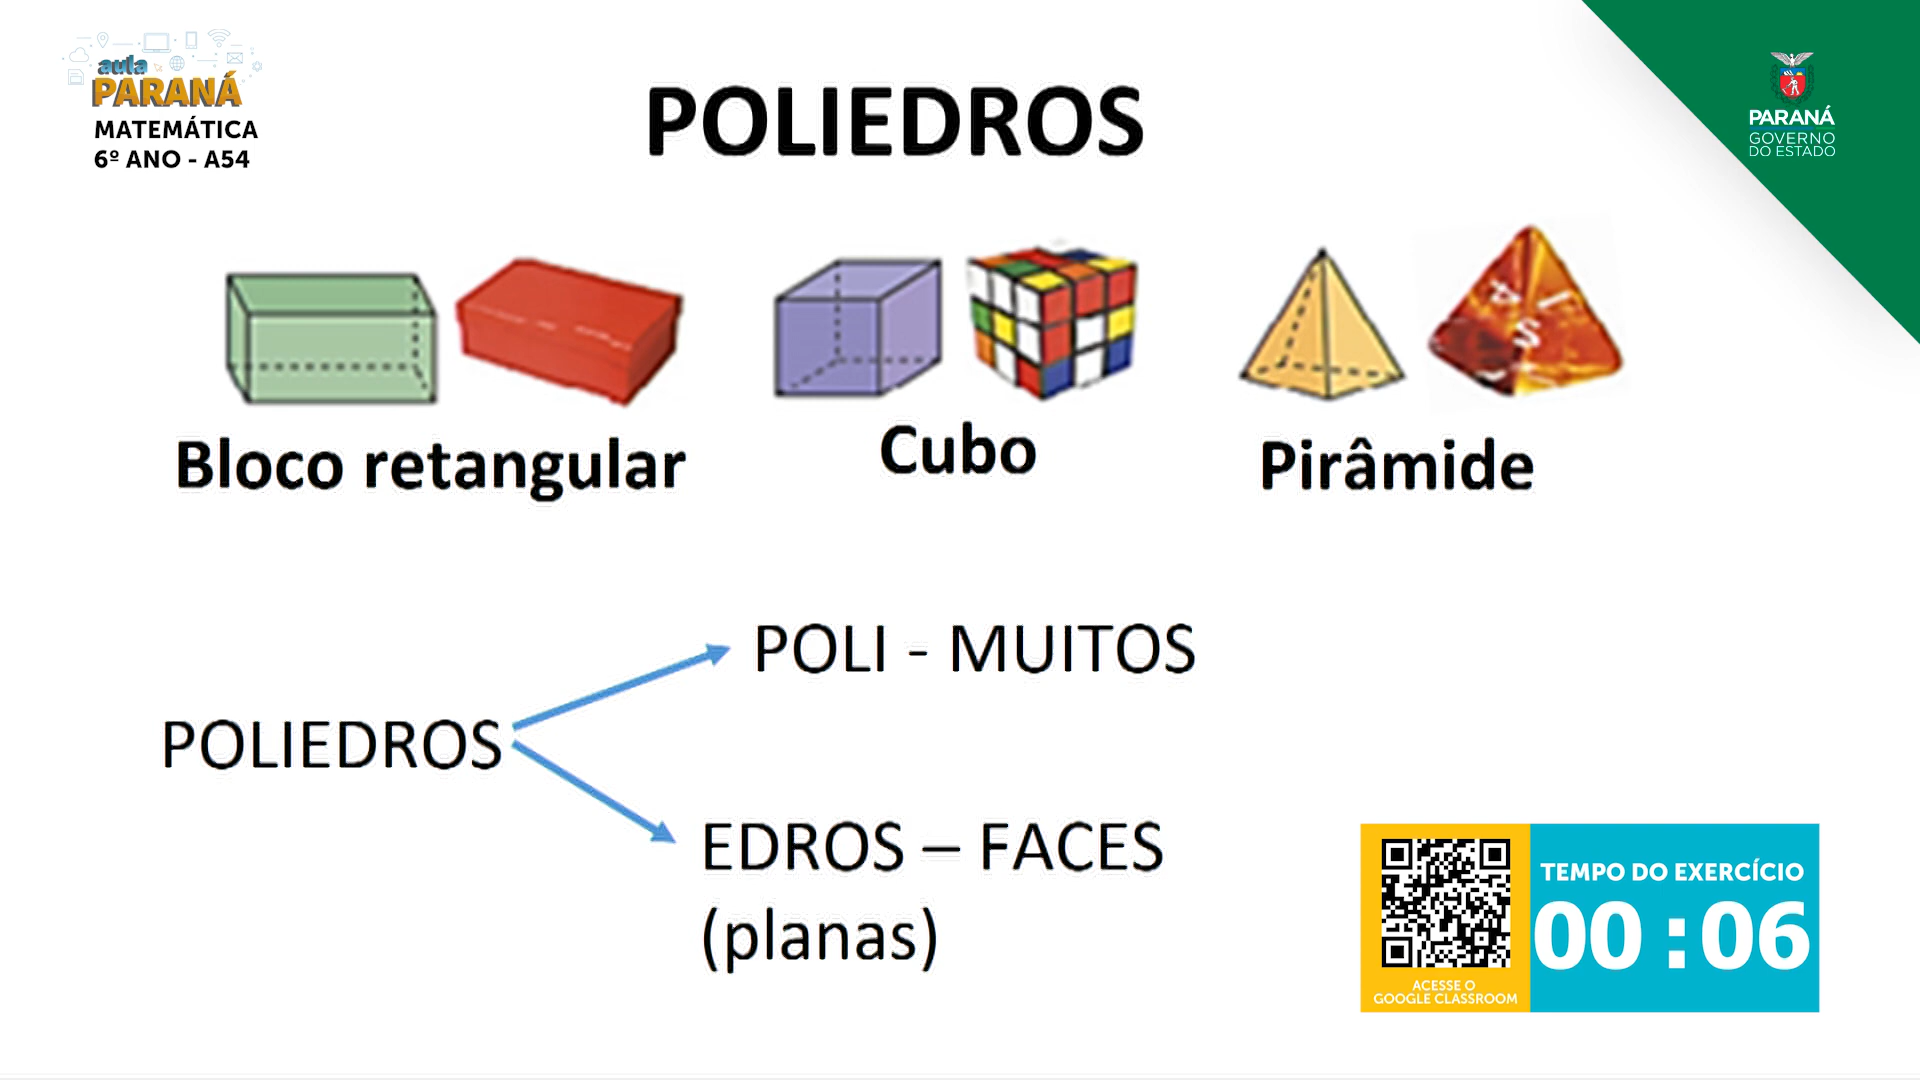 aula
PARANÁ
MATEMÁTICA
6º ANO - A54
POLIEDROS
PARANÁ
GOVERNO
DO ESTADO
Bloco retangular
Cubo
Pirâmide
POLI - MUITOS
POLIEDROS
EDROS – FACES
(planas)
ACESSE O
GOOGLE CLASSROOM
TEMPO DO EXERCÍCIO
00 :06